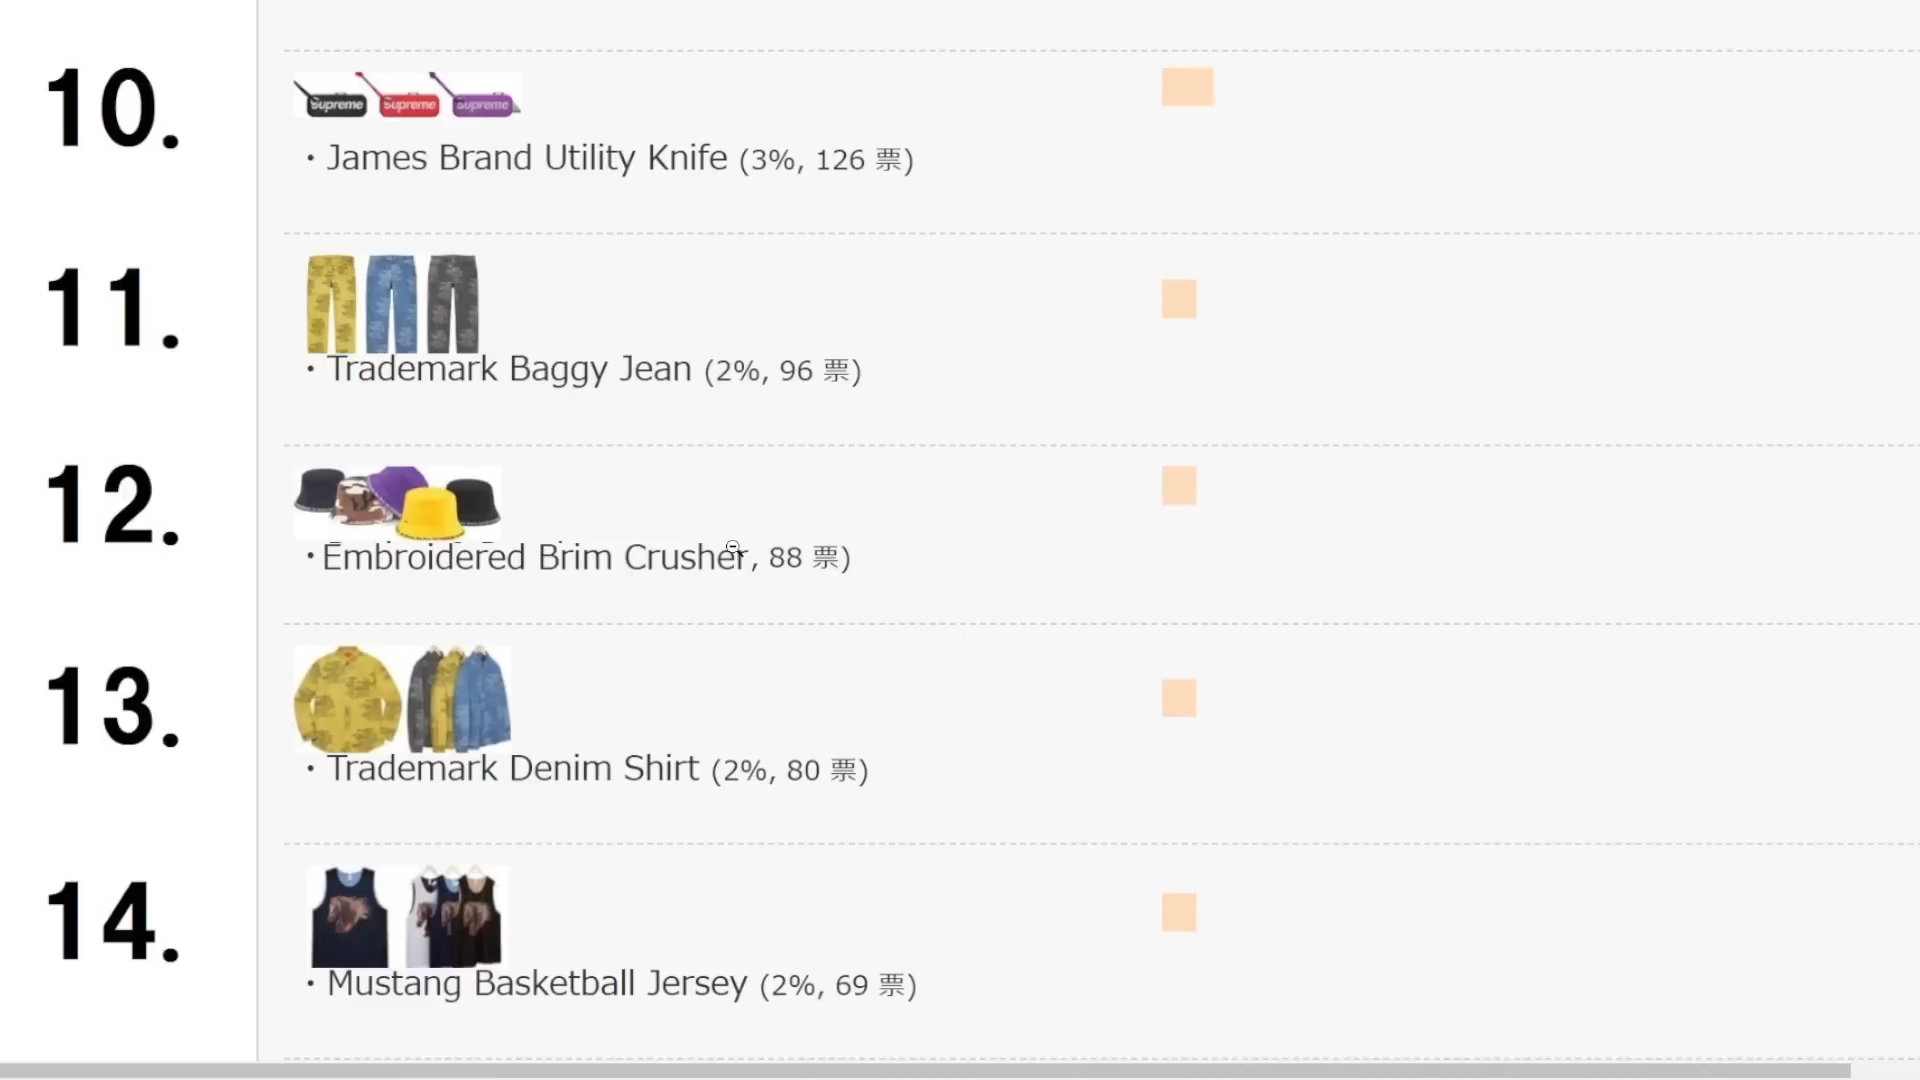 10.
Supreme Supreme Supreme
・James Brand Utility Knife (3%, 126 票)
11.
・Trademark Baggy Jean (2%, 96 票)
12.
・Embroidered Brim Crusher, 88 票)
13.
・Trademark Denim Shirt (2%, 80 票)
14.
・Mustang Basketball Jersey (2%, 69 票)